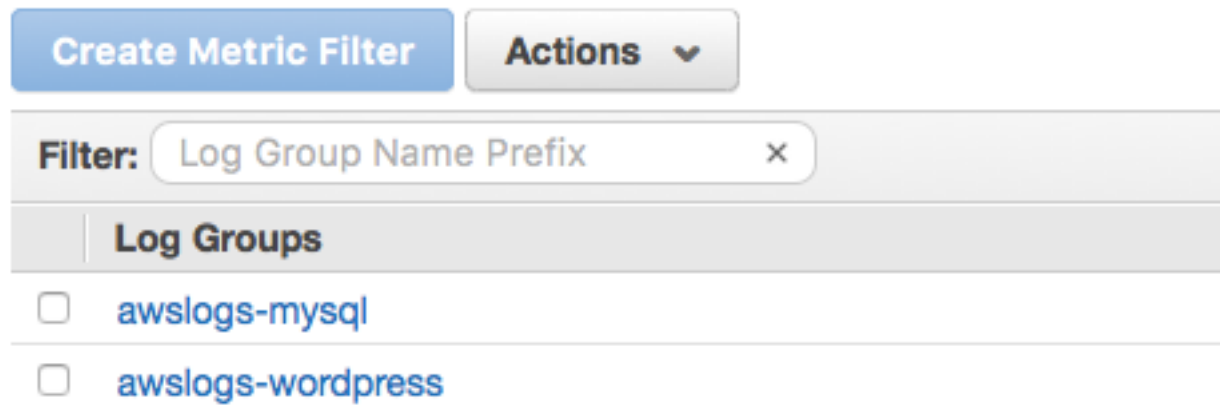 Create Metric Filter Actions
Filter: Log Group Name Prefix ×
Log Groups
awslogs-mysql
awslogs-wordpress